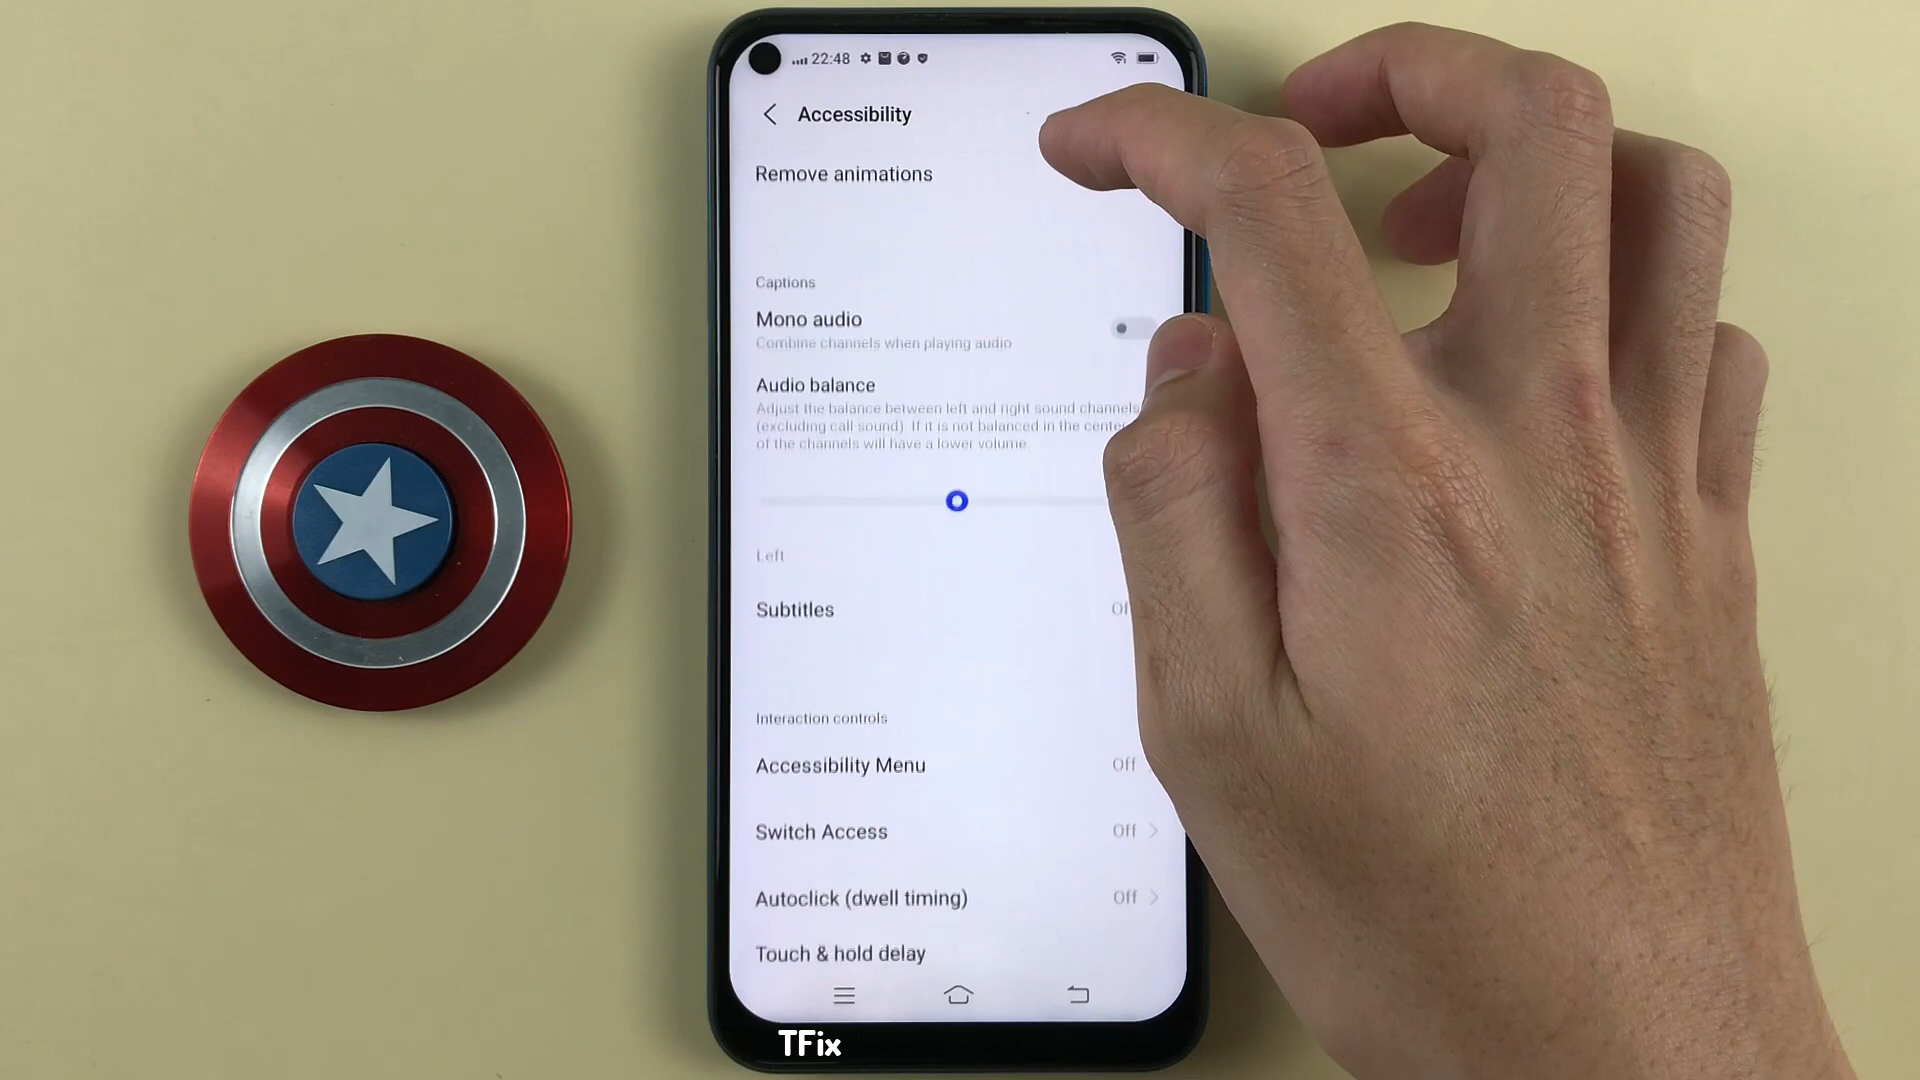 22:48
Accessibility
Remove animations
Captions
Mono audio
Combine channels when playing audio
Audio balance
Adjust the balance between left and right sound channels
(excluding call sound). If it is not balanced in the center
of the channels will have a lower volume.
Left
Subtitles
Interaction controls
Accessibility Menu Off
Switch Access Off
Autoclick (dwell timing) Off
Touch & hold delay
TFix